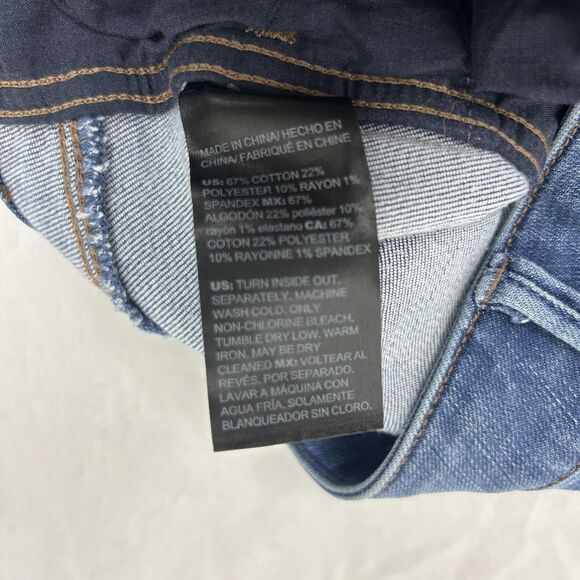 MADE IN CHINA/ HECHO EN
CHINA/ FABRIQUÉ EN CHINE
US: 67% COTTON 22%
POLYESTER 10% RAYON 1%
SPANDEX MX: 67%
ALGODÓN 22% poliéster 10%
rayón 1% elastano CA: 67%
COTON 22% POLYESTER
10% RAYONNE 1% SPANDEX
US: TURN INSIDE OUT.
SEPARATELY. MACHINE
WASH COLD. ONLY
NON-CHLORINE BLEACH.
TUMBLE DRY LOW. WARM
IRON. MAY BE DRY
CLEANED MX: VOLTEAR AL
REVÉS, POR SEPARADO.
LAVAR A MÁQUINA CON
AGUA FRÍA, SOLAMENTE
BLANQUEADOR SIN CLORO.